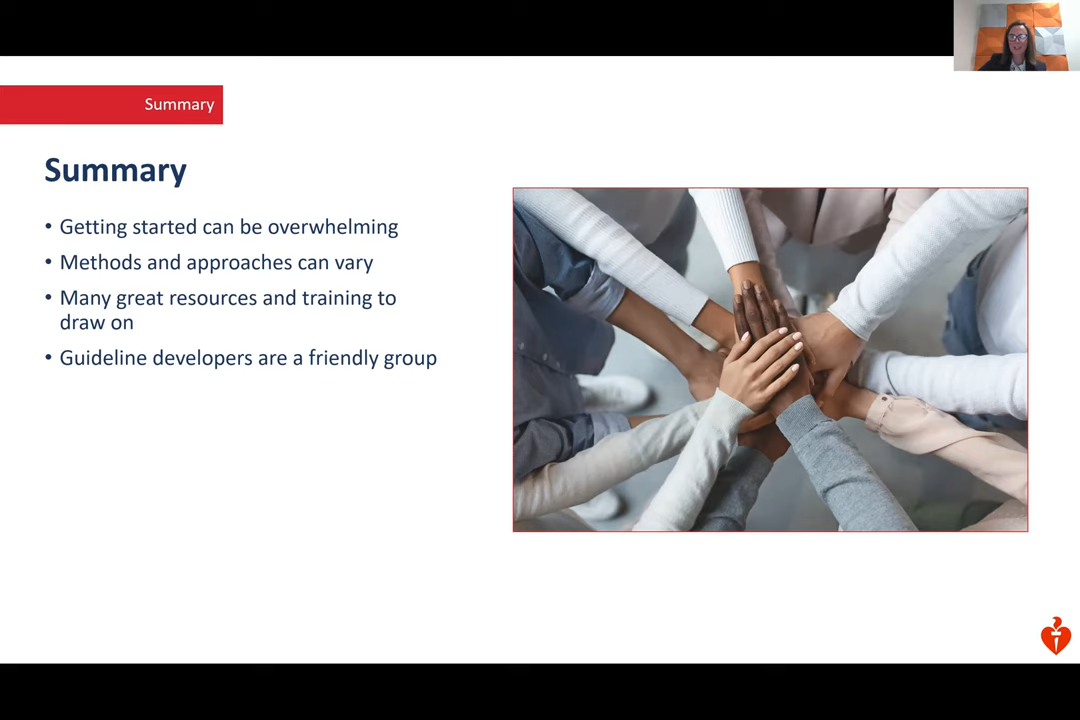 Summary
Summary
• Getting started can be overwhelming
• Methods and approaches can vary
• Many great resources and training to
draw on
• Guideline developers are a friendly group